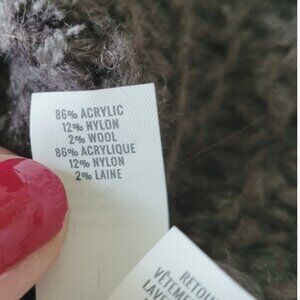 86% ACRYLIC
12% NYLON
2% WOOL
86% ACRYLIQUE
12% NYLON
2% LAINE
RETOU
VÊTEME
LAVE